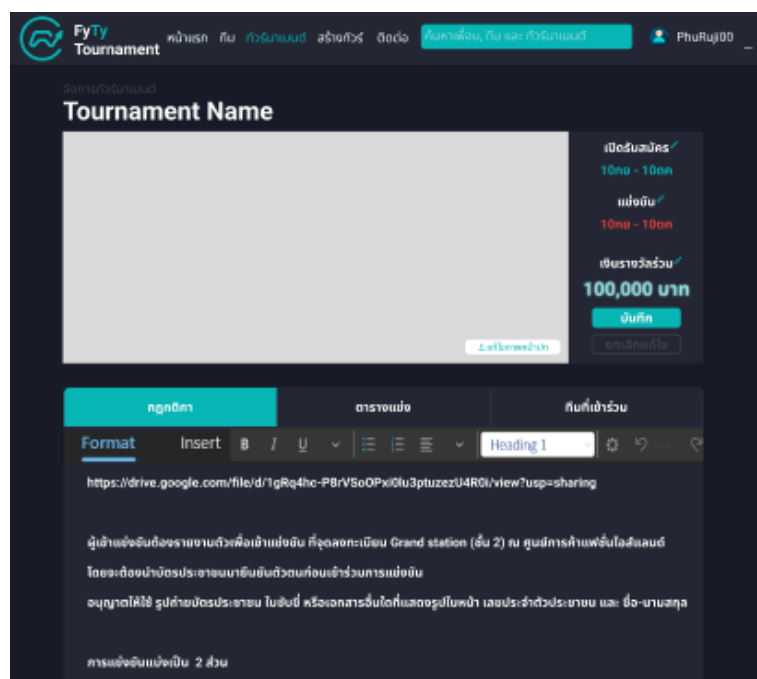 FyTy
Tournament
หน้าแรก ทีม ทัวร์นาเมนต์ สร้างทัวร์ ติดต่อ ค้นหาเพื่อน, ทีม และ ทัวร์นาเมนต์ PhuRuji00
จัดการทัวร์นาเมนต์
Tournament Name
เปิดรับสมัคร
10กย - 10ตค
แข่งขัน
10กย - 10ตค
เงินรางวัลร่วม
100,000 บาท
บันทึก
ยกเลิกแก้ไข
แก้ไขภาพหน้าปก
กฎกติกา ตารางแข่ง ทีมที่เข้าร่วม
Format Insert B I U Heading 1
https://drive.google.com/file/d/1gRq4hc-P8rVSoOPxi0lu3ptuzezU4R0i/view?usp=sharing
ผู้เข้าแข่งขันต้องรายงานตัวเพื่อเข้าแข่งขัน ที่จุดลงทะเบียน Grand station (ชั้น 2) ณ ศูนย์การค้าแฟชั่นไอส์แลนด์
โดยจะต้องนำบัตรประชาชนมายืนยันตัวตนก่อนเข้าร่วมการแข่งขัน
อนุญาตให้ใช้ รูปถ่ายบัตรประชาชน ใบขับขี่ หรือเอกสารอื่นใดที่แสดงรูปใบหน้า เลขประจำตัวประชาชน และ ชื่อ-นามสกุล
การแข่งขันแบ่งเป็น 2 ส่วน